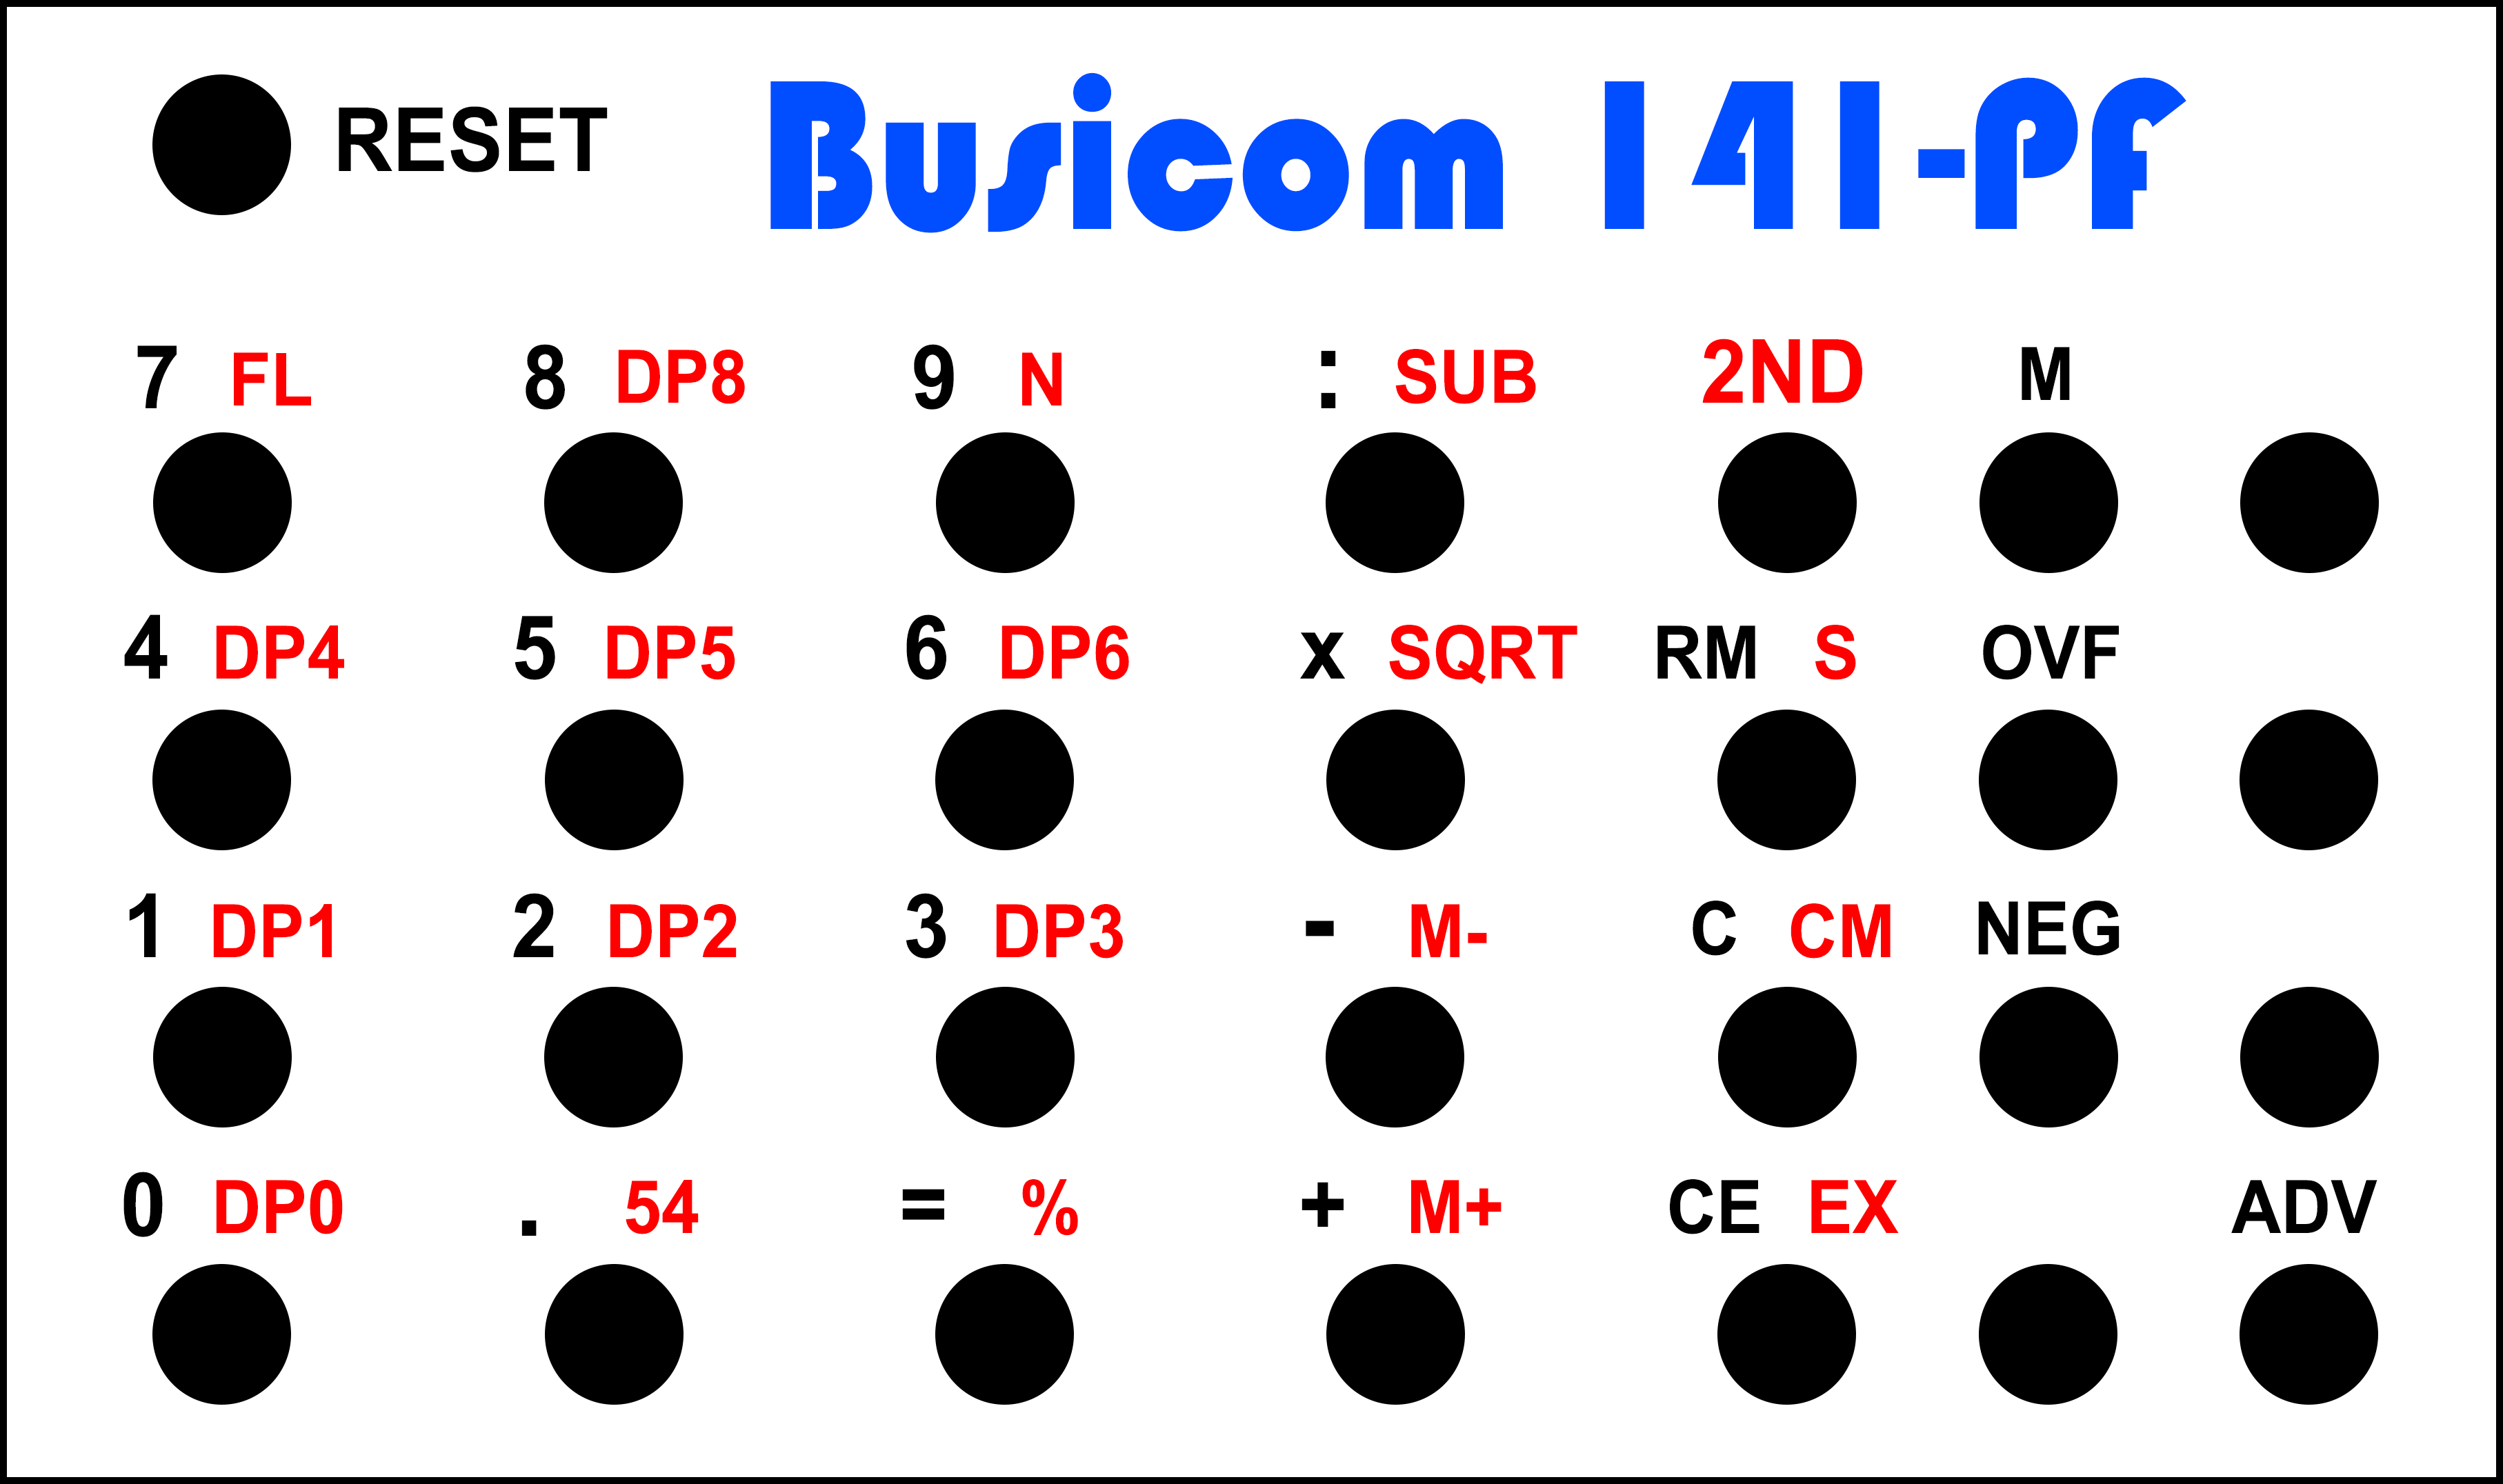 RESET Busicom 141-PF
7 FL 8 DP8 9 N : SUB 2ND M
4 DP4 5 DP5 6 DP6 x SQRT RM S OVF
1 DP1 2 DP2 3 DP3 - M- C CM NEG
0 DP0 . 54 = % + M+ CE EX ADV